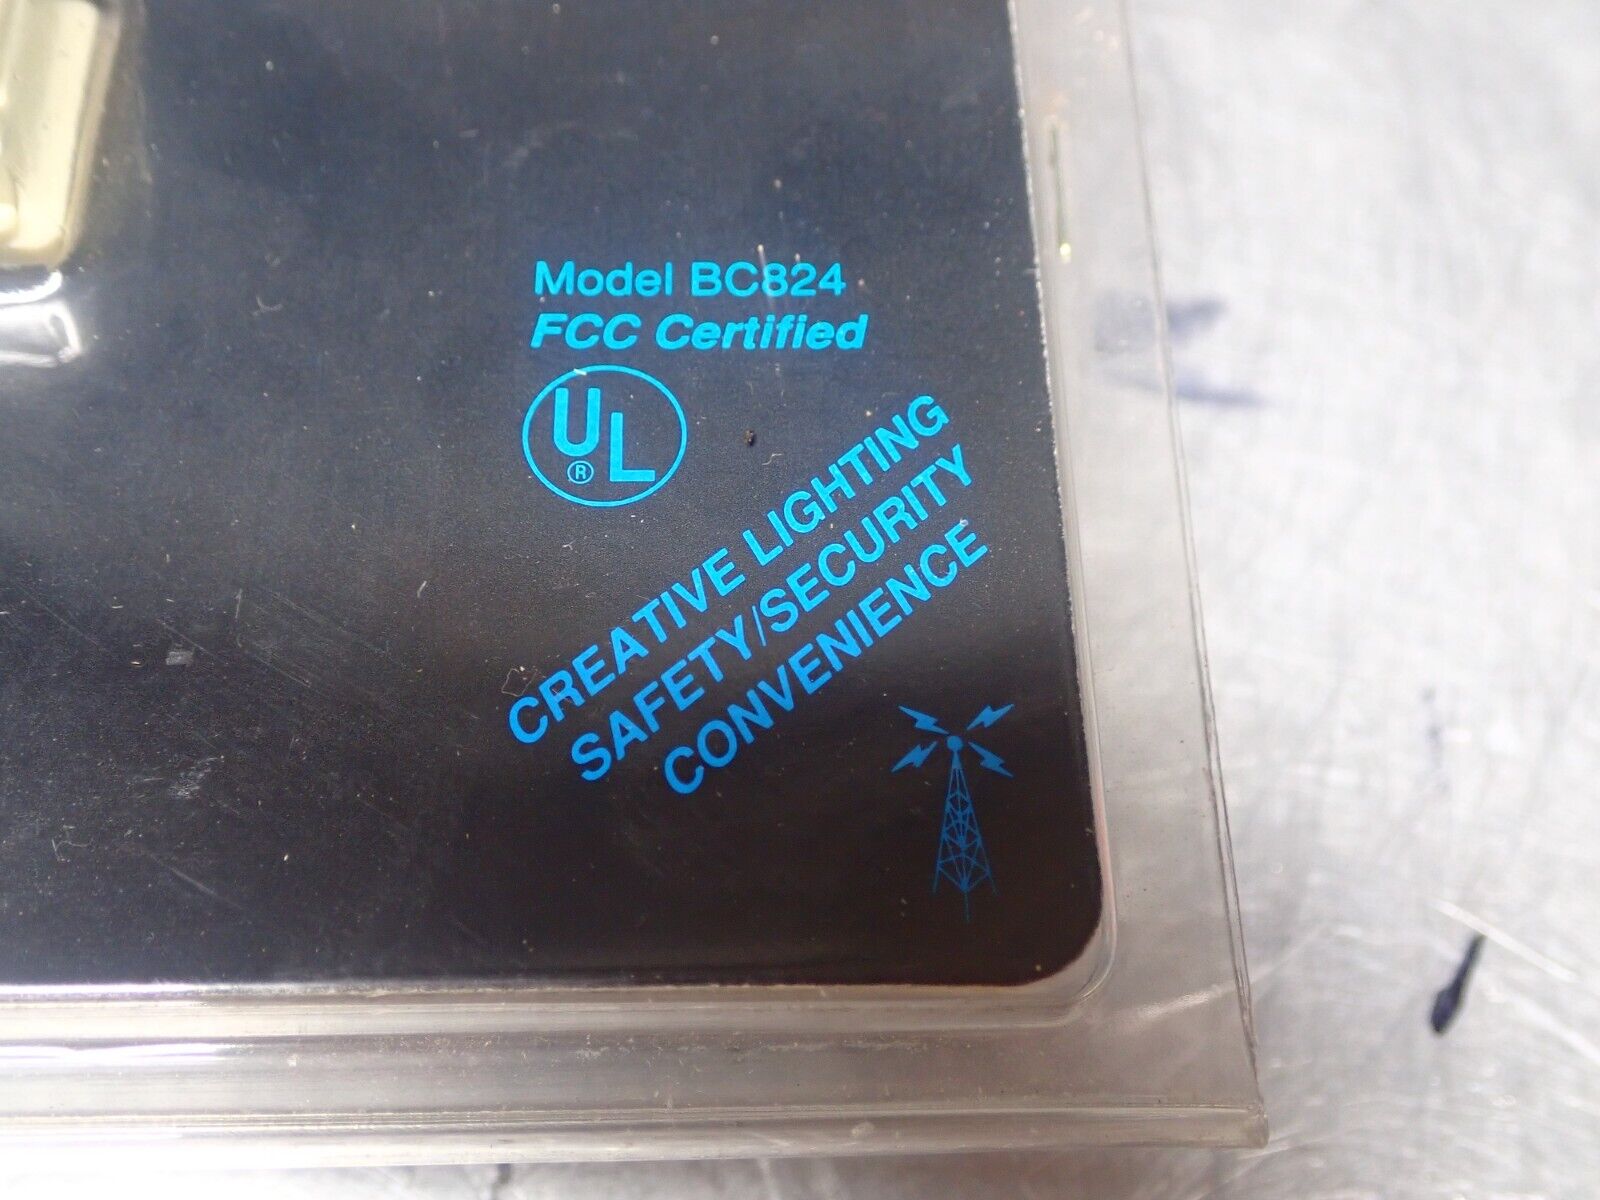 Model BC824
FCC Certified
UL
®
CREATIVE LIGHTING
SAFETY/SECURITY
CONVENIENCE